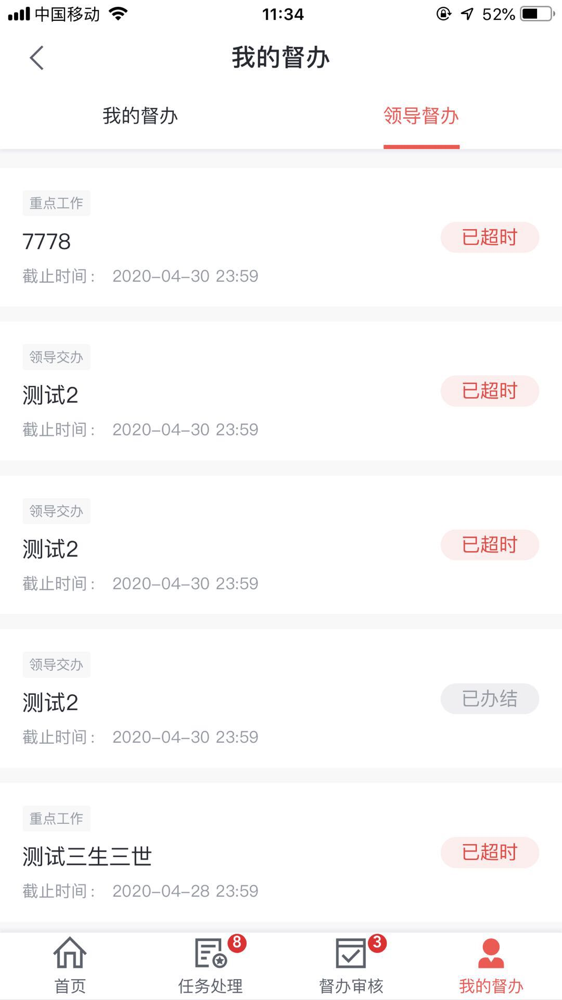 中国移动 11:34 52%
我的督办
我的督办 领导督办
重点工作
7778
已超时
截止时间: 2020-04-30 23:59
领导交办
测试2
已超时
截止时间: 2020-04-30 23:59
领导交办
测试2
已超时
截止时间: 2020-04-30 23:59
领导交办
测试2
已办结
截止时间: 2020-04-30 23:59
重点工作
测试三生三世
已超时
截止时间: 2020-04-28 23:59
8 3
首页 任务处理 督办审核 我的督办